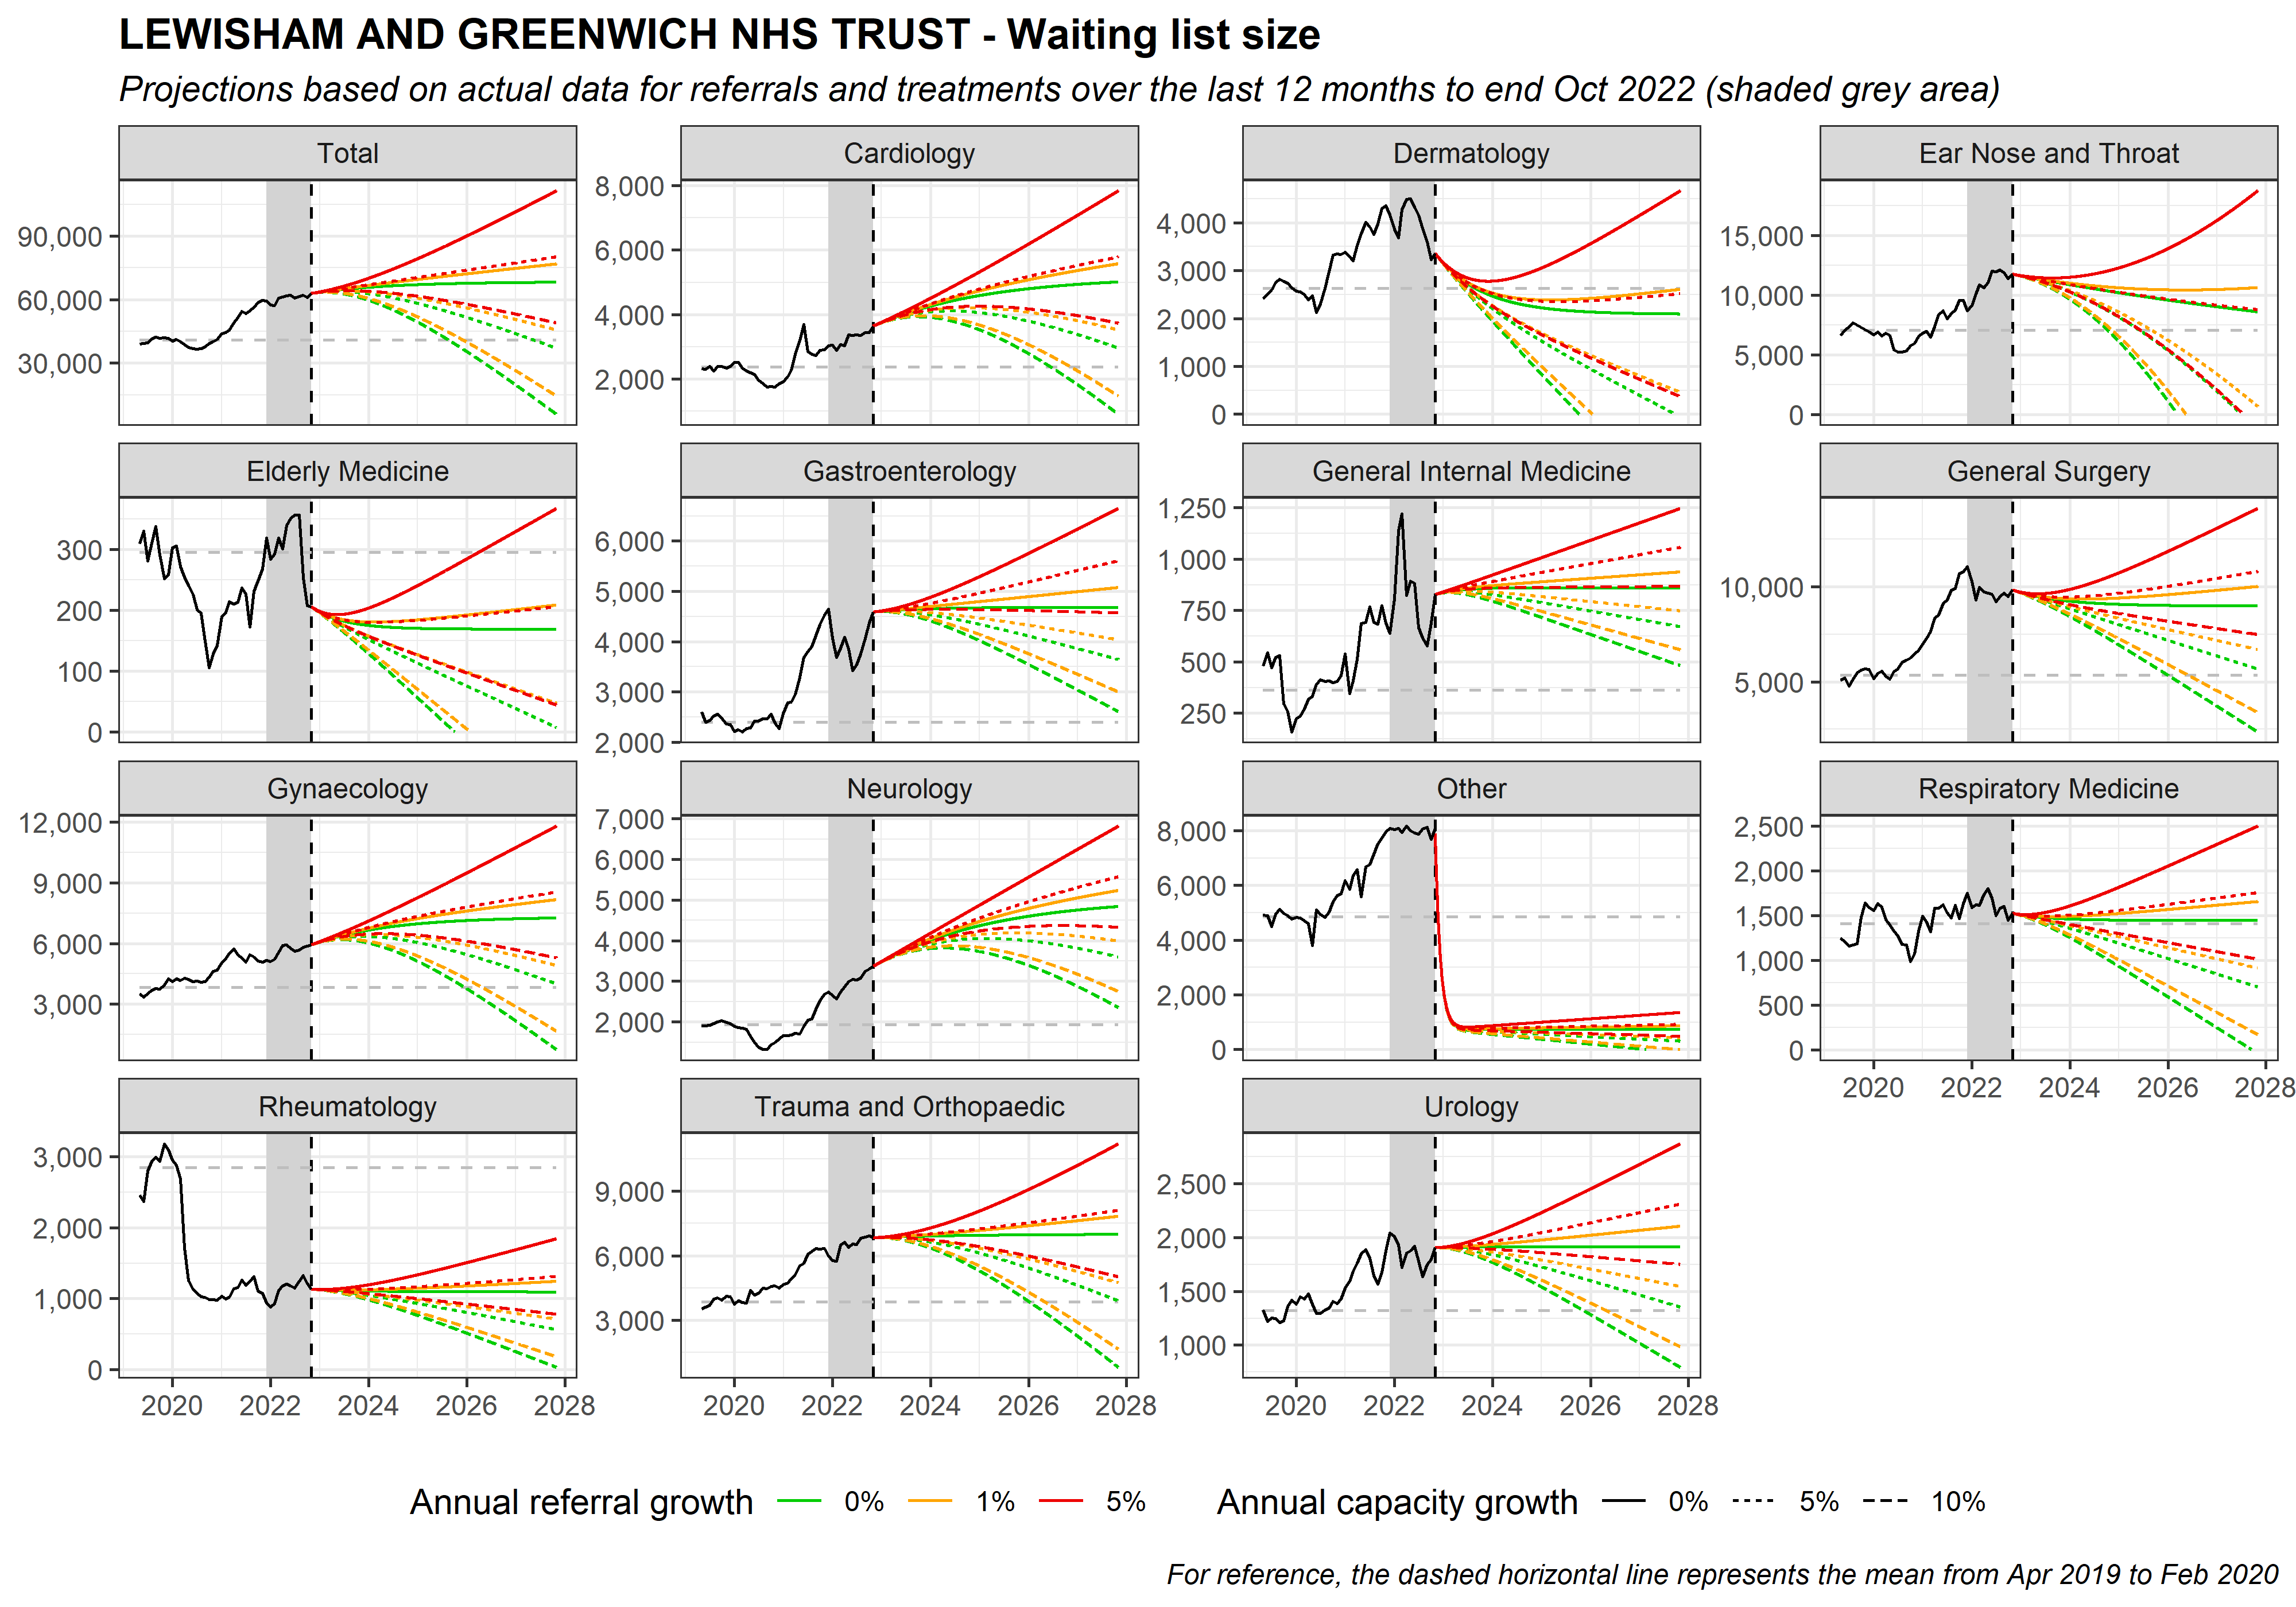 LEWISHAM AND GREENWICH NHS TRUST - Waiting list size
Projections based on actual data for referrals and treatments over the last 12 months to end Oct 2022 (shaded grey area)
Total
90,000
60,000
30,000
Cardiology
8,000
6,000
4,000
2,000
Dermatology
4,000
3,000
2,000
1,000
0
Ear Nose and Throat
15,000
10,000
5,000
0
Elderly Medicine
300
200
100
0
Gastroenterology
6,000
5,000
4,000
3,000
2,000
General Internal Medicine
1,250
1,000
750
500
250
General Surgery
10,000
5,000
Gynaecology
12,000
9,000
6,000
3,000
Neurology
7,000
6,000
5,000
4,000
3,000
2,000
Other
8,000
6,000
4,000
2,000
0
Respiratory Medicine
2,500
2,000
1,500
1,000
500
0
2020 2022 2024 2026 2028
Rheumatology
3,000
2,000
1,000
0
2020 2022 2024 2026 2028
Trauma and Orthopaedic
9,000
6,000
3,000
2020 2022 2024 2026 2028
Urology
2,500
2,000
1,500
1,000
2020 2022 2024 2026 2028
Annual referral growth 0% 1% 5%
Annual capacity growth 0% 5% 10%
For reference, the dashed horizontal line represents the mean from Apr 2019 to Feb 2020